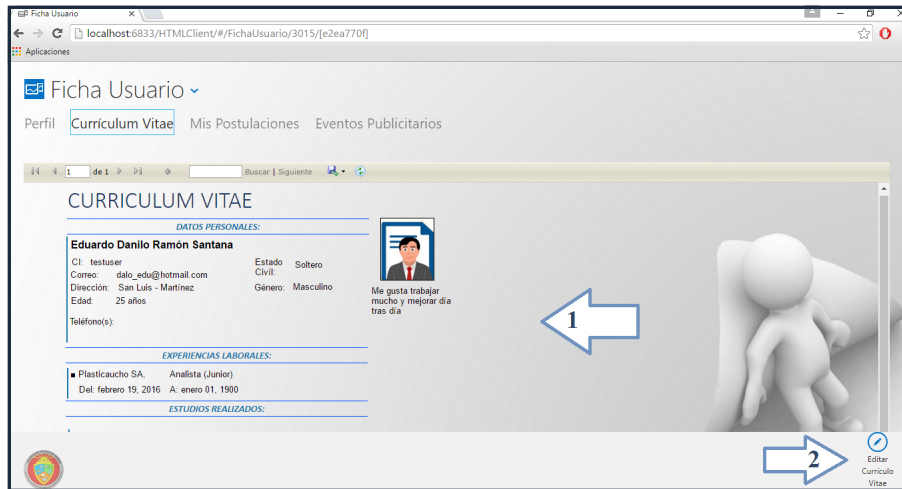 Ficha Usuario
localhost:6833/HTMLClient/#/FichaUsuario/3015/[e2ea770f]
Aplicaciones
Ficha Usuario
Perfil Currículum Vitae Mis Postulaciones Eventos Publicitarios
1 de 1 Buscar | Siguiente
CURRICULUM VITAE
DATOS PERSONALES:
Eduardo Danilo Ramón Santana
CI: testuser Estado Civíl: Soltero
Correo: dalo_edu@hotmail.com
Dirección: San Luis - Martínez Género: Masculino
Edad: 25 años
Teléfono(s):
Me gusta trabajar
mucho y mejorar día
tras día
1
EXPERIENCIAS LABORALES:
Plasticaucho SA, Analista (Junior)
Del: febrero 19, 2016 A: enero 01, 1900
ESTUDIOS REALIZADOS:
2
Editar
Currículo
Vitae